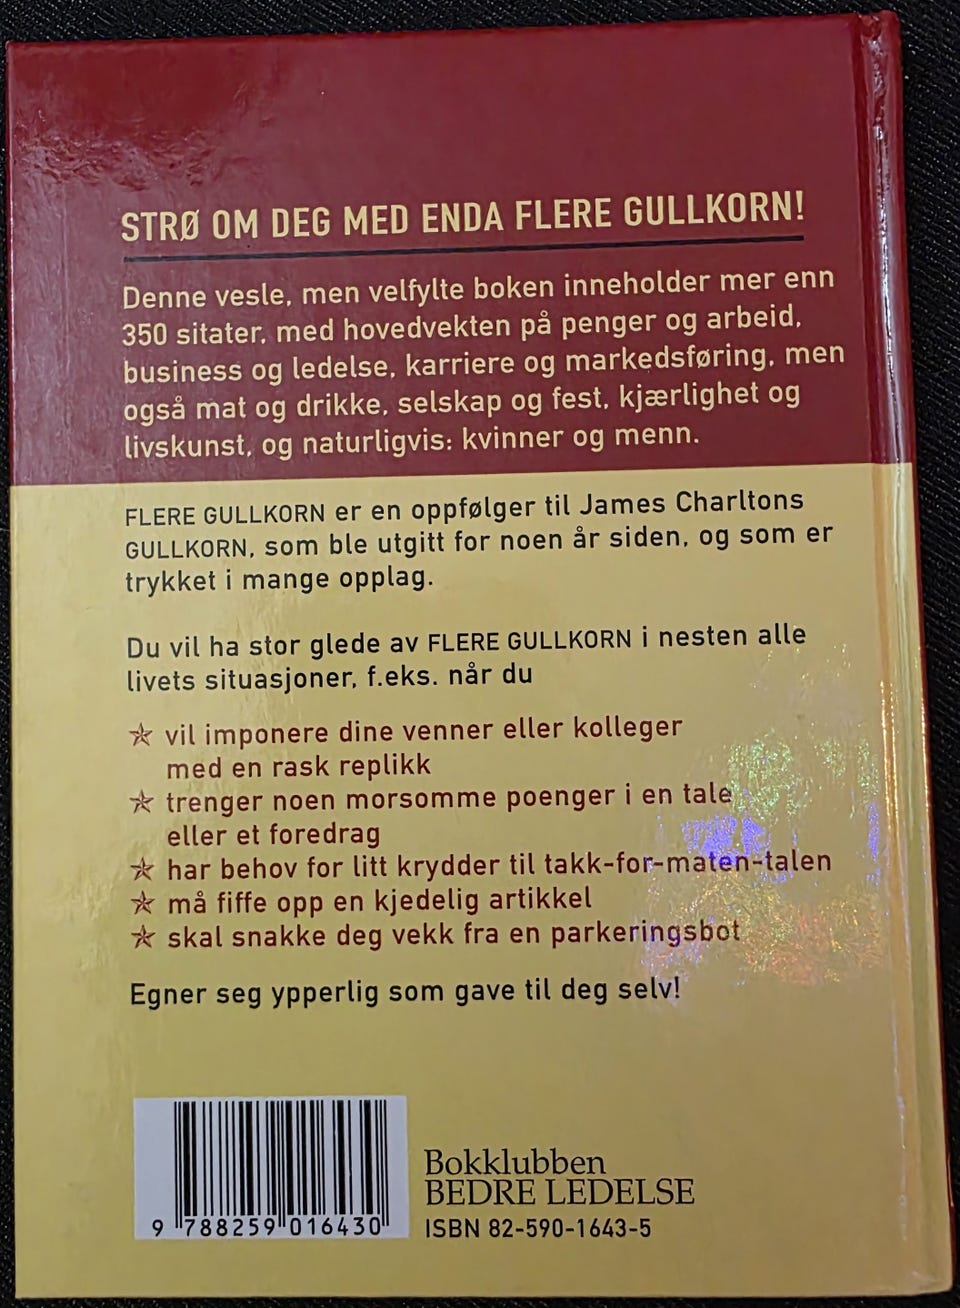 STRØ OM DEG MED ENDA FLERE GULLKORN!
Denne vesle, men velfylte boken inneholder mer enn
350 sitater, med hovedvekten på penger og arbeid,
business og ledelse, karriere og markedsføring, men
også mat og drikke, selskap og fest, kjærlighet og
livskunst, og naturligvis: kvinner og menn.
FLERE GULLKORN er en oppfølger til James Charltons
GULLKORN, som ble utgitt for noen år siden, og som er
trykket i mange opplag.
Du vil ha stor glede av FLERE GULLKORN i nesten alle
livets situasjoner, f.eks. når du
☆ vil imponere dine venner eller kolleger
med en rask replikk
☆ trenger noen morsomme poenger i en tale
eller et foredrag
☆ har behov for litt krydder til takk-for-maten-talen
☆ må fiffe opp en kjedelig artikkel
☆ skal snakke deg vekk fra en parkeringsbot
Egner seg ypperlig som gave til deg selv!
9 788259 016430
Bokklubben
BEDRE LEDELSE
ISBN 82-590-1643-5